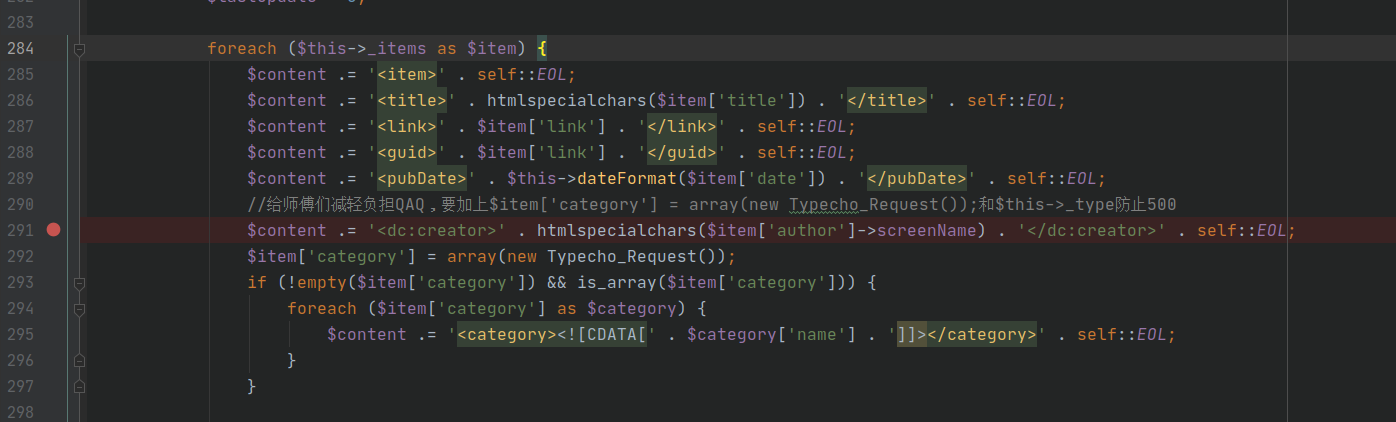 283
284 foreach ($this->_items as $item) {
285 $content .= '<item>' . self::EOL;
286 $content .= '<title>' . htmlspecialchars($item['title']) . '</title>' . self::EOL;
287 $content .= '<link>' . $item['link'] . '</link>' . self::EOL;
288 $content .= '<guid>' . $item['link'] . '</guid>' . self::EOL;
289 $content .= '<pubDate>' . $this->dateFormat($item['date']) . '</pubDate>' . self::EOL;
290 //给师傅们减轻负担QAQ，要加上$item['category'] = array(new Typecho_Request());和$this->_type防止500
291 $content .= '<dc:creator>' . htmlspecialchars($item['author']->screenName) . '</dc:creator>' . self::EOL;
292 $item['category'] = array(new Typecho_Request());
293 if (!empty($item['category']) && is_array($item['category'])) {
294 foreach ($item['category'] as $category) {
295 $content .= '<category><![CDATA[' . $category['name'] . ']]></category>' . self::EOL;
296 }
297 }
298